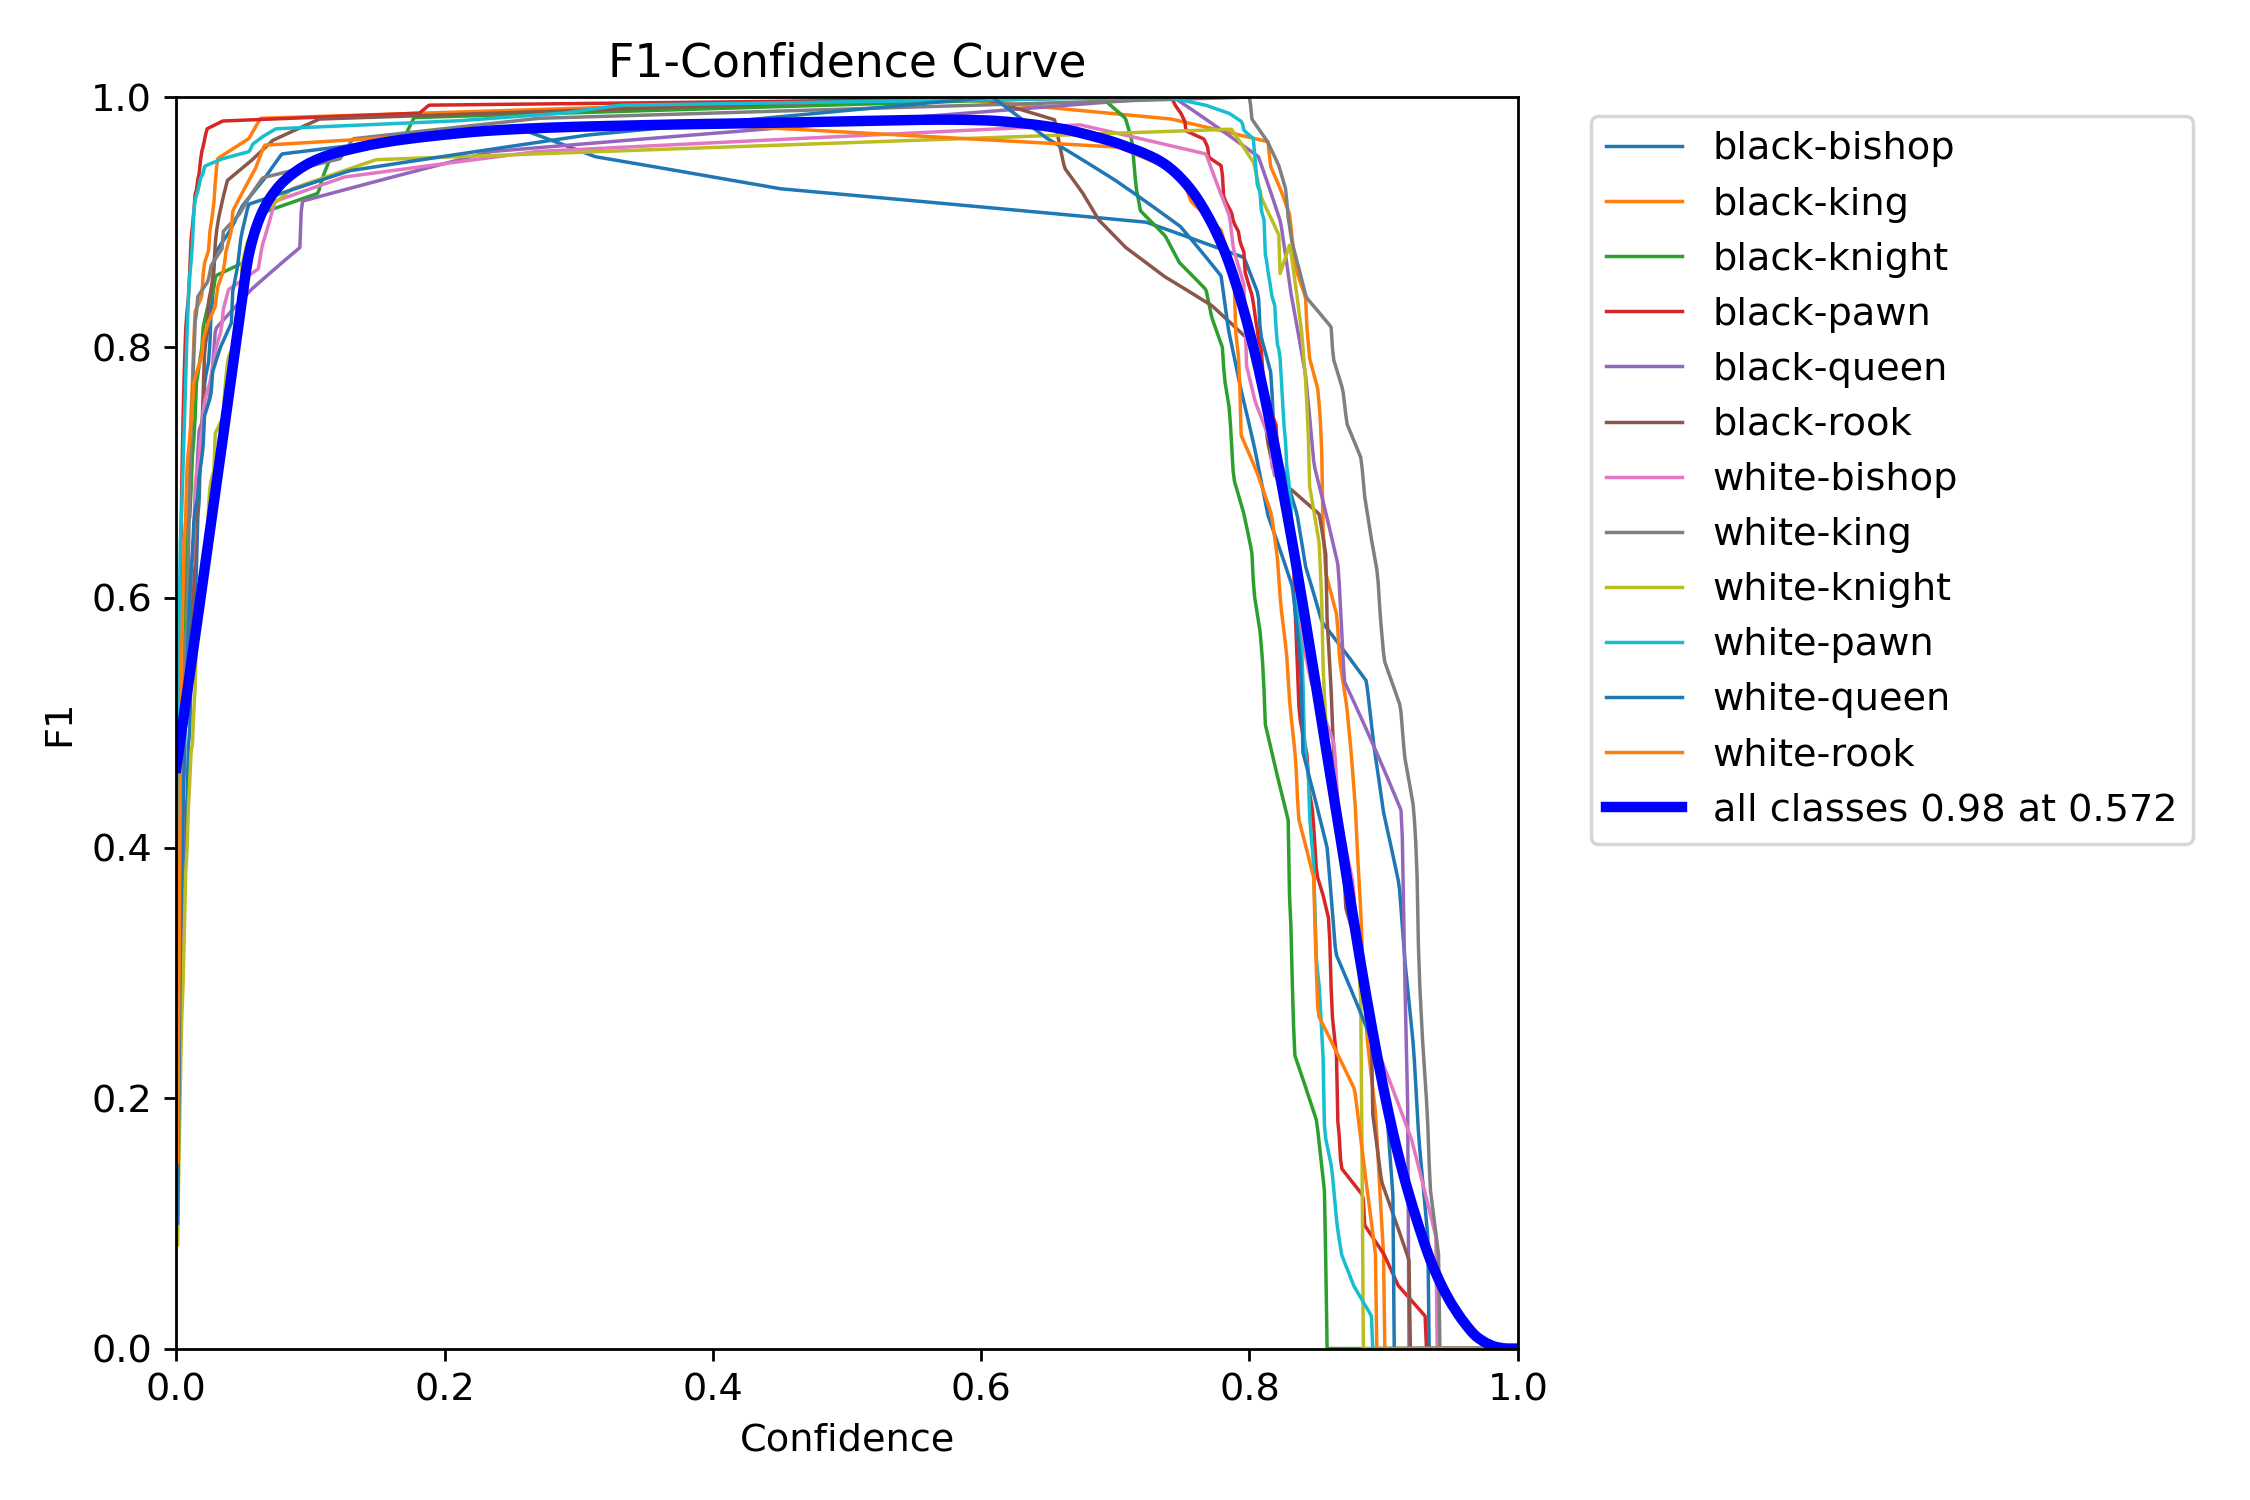 F1-Confidence Curve
1.0
0.8
0.6
0.4
0.2
0.0
F1
0.0 0.2 0.4 0.6 0.8 1.0
Confidence
black-bishop
black-king
black-knight
black-pawn
black-queen
black-rook
white-bishop
white-king
white-knight
white-pawn
white-queen
white-rook
all classes 0.98 at 0.572